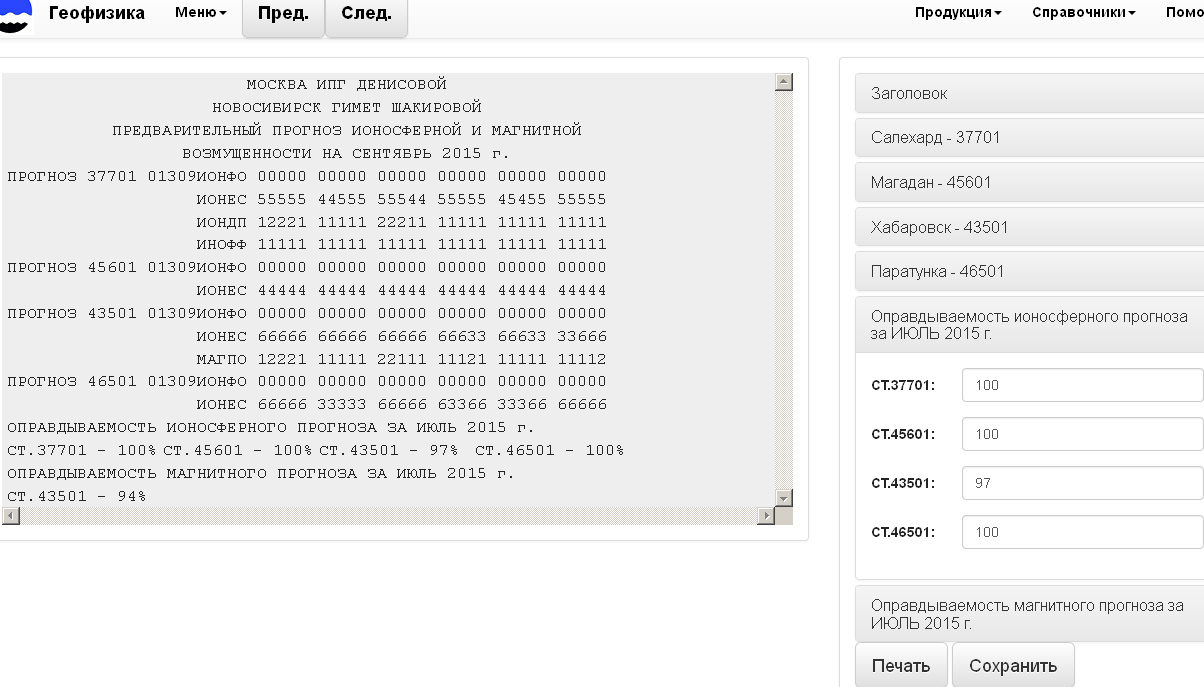 Геофизика Меню Пред. След. Продукция Справочники
МОСКВА ИПГ ДЕНИСОВОЙ
НОВОСИБИРСК ГИМЕТ ШАКИРОВОЙ
ПРЕДВАРИТЕЛЬНЫЙ ПРОГНОЗ ИОНОСФЕРНОЙ И МАГНИТНОЙ
ВОЗМУЩЕННОСТИ НА СЕНТЯБРЬ 2015 г.
ПРОГНОЗ 37701 01309ИОНФО 00000 00000 00000 00000 00000 00000
ИОНЕС 55555 44555 55544 55555 45455 55555
ИОНДП 12221 11111 22211 11111 11111 11111
ИНОФФ 11111 11111 11111 11111 11111 11111
ПРОГНОЗ 45601 01309ИОНФО 00000 00000 00000 00000 00000 00000
ИОНЕС 44444 44444 44444 44444 44444 44444
ПРОГНОЗ 43501 01309ИОНФО 00000 00000 00000 00000 00000 00000
ИОНЕС 66666 66666 66666 66633 66633 33666
МАГПО 12221 11111 22111 11121 11111 11112
ПРОГНОЗ 46501 01309ИОНФО 00000 00000 00000 00000 00000 00000
ИОНЕС 66666 33333 66666 63366 33366 66666
ОПРАВДЫВАЕМОСТЬ ИОНОСФЕРНОГО ПРОГНОЗА ЗА ИЮЛЬ 2015 г.
СТ.37701 - 100% СТ.45601 - 100% СТ.43501 - 97% СТ.46501 - 100%
ОПРАВДЫВАЕМОСТЬ МАГНИТНОГО ПРОГНОЗА ЗА ИЮЛЬ 2015 г.
СТ.43501 - 94%
Заголовок
Салехард - 37701
Магадан - 45601
Хабаровск - 43501
Паратунка - 46501
Оправдываемость ионосферного прогноза
за ИЮЛЬ 2015 г.
СТ.37701: 100
СТ.45601: 100
СТ.43501: 97
СТ.46501: 100
Оправдываемость магнитного прогноза за
ИЮЛЬ 2015 г.
Печать Сохранить